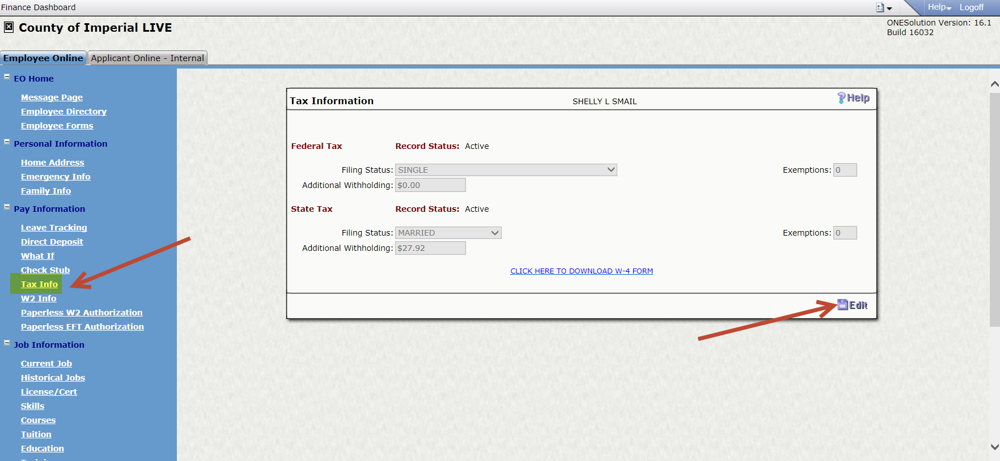 Finance Dashboard
Help Logoff
County of Imperial LIVE
ONESolution Version: 16.1
Build 16032
Employee Online
Applicant Online - Internal
EO Home
Message Page
Employee Directory
Employee Forms
Personal Information
Home Address
Emergency Info
Family Info
Pay Information
Leave Tracking
Direct Deposit
What If
Check Stub
Tax Info
W2 Info
Paperless W2 Authorization
Paperless EFT Authorization
Job Information
Current Job
Historical Jobs
License/Cert
Skills
Courses
Tuition
Education
Tax Information SHELLY L SMAIL Help
Federal Tax Record Status: Active
Filing Status: SINGLE Exemptions: 0
Additional Withholding: $0.00
State Tax Record Status: Active
Filing Status: MARRIED Exemptions: 0
Additional Withholding: $27.92
CLICK HERE TO DOWNLOAD W-4 FORM
Edit